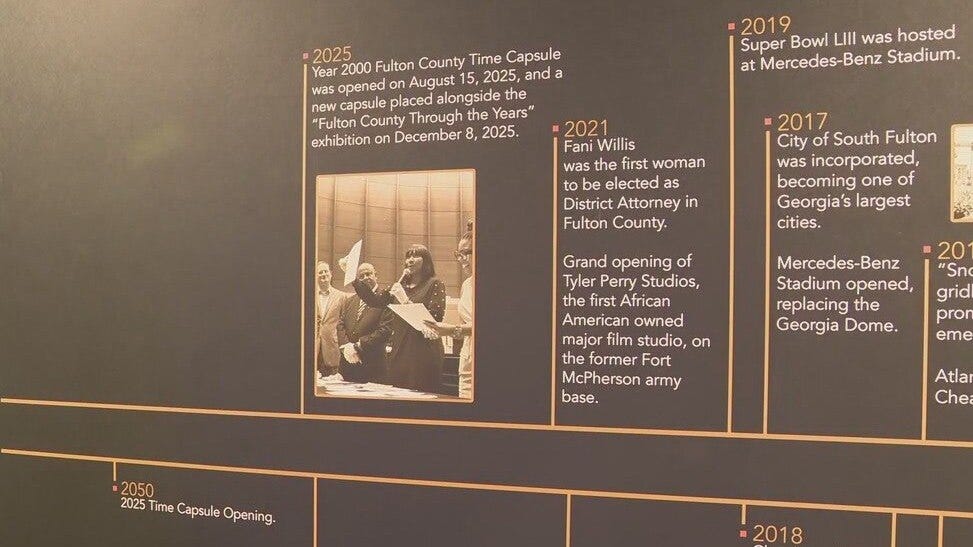 2025
Year 2000 Fulton County Time Capsule
was opened on August 15, 2025, and a
new capsule placed alongside the
“Fulton County Through the Years”
exhibition on December 8, 2025.
2021
Fani Willis
was the first woman
to be elected as
District Attorney in
Fulton County.
Grand opening of
Tyler Perry Studios,
the first African
American owned
major film studio, on
the former Fort
McPherson army
base.
2019
Super Bowl LIII was hosted
at Mercedes-Benz Stadium.
2017
City of South Fulton
was incorporated,
becoming one of
Georgia’s largest
cities.
Mercedes-Benz
Stadium opened,
replacing the
Georgia Dome.
2050
2025 Time Capsule Opening.
2018